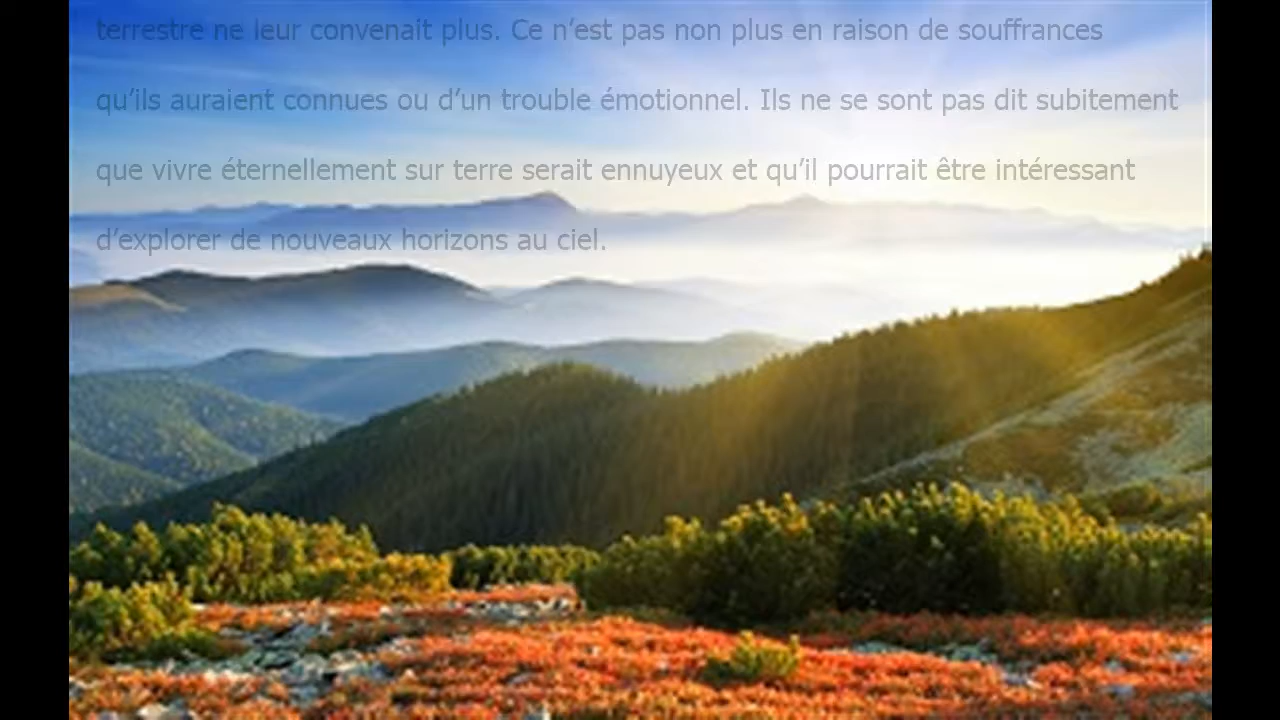 terrestre ne leur convenait plus. Ce n’est pas non plus en raison de souffrances
qu’ils auraient connues ou d’un trouble émotionnel. Ils ne se sont pas dit subitement
que vivre éternellement sur terre serait ennuyeux et qu’il pourrait être intéressant
d’explorer de nouveaux horizons au ciel.